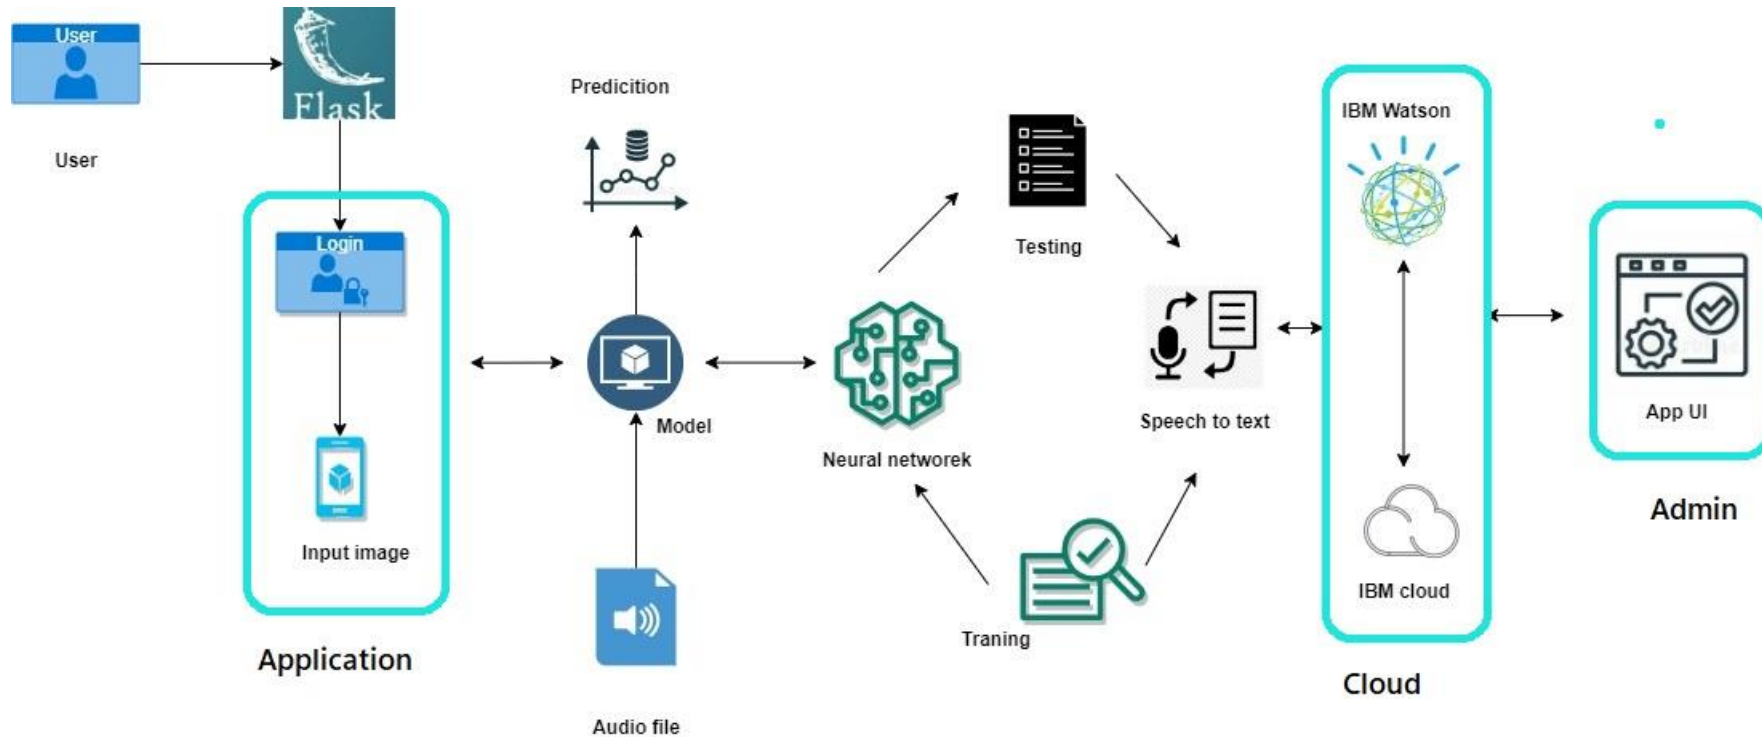 User
User
Flask
Login
Input image
Application
Predicition
Model
Audio file
Neural networek
Testing
Traning
Speech to text
IBM Watson
IBM cloud
Cloud
App UI
Admin